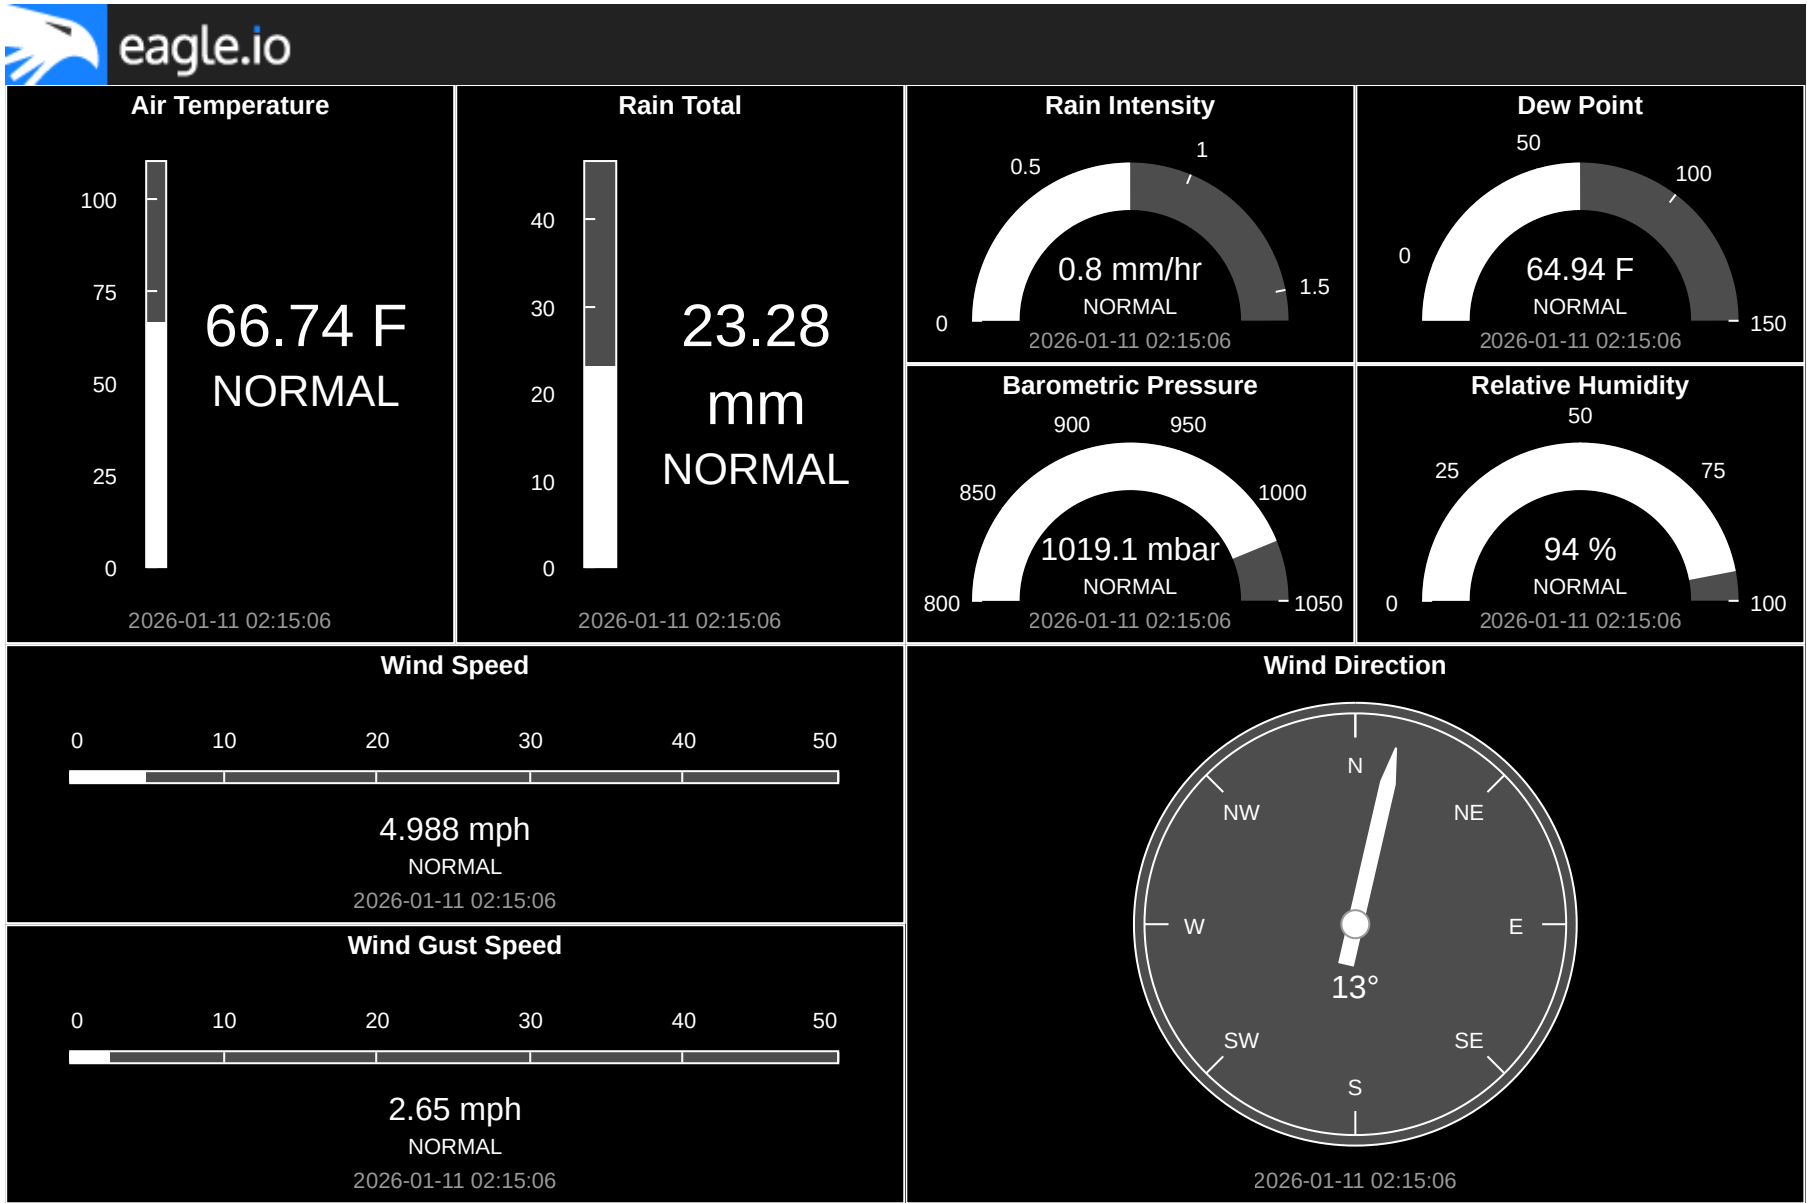 eagle.io
Air Temperature
100
75
50
25
0
66.74 F
NORMAL
2026-01-11 02:15:06
Rain Total
40
30
20
10
0
23.28
mm
NORMAL
2026-01-11 02:15:06
Rain Intensity
0
0.5
1
1.5
0.8 mm/hr
NORMAL
2026-01-11 02:15:06
Dew Point
0
50
100
150
64.94 F
NORMAL
2026-01-11 02:15:06
Barometric Pressure
800
850
900
950
1000
1050
1019.1 mbar
NORMAL
2026-01-11 02:15:06
Relative Humidity
0
25
50
75
100
94 %
NORMAL
2026-01-11 02:15:06
Wind Speed
0 10 20 30 40 50
4.988 mph
NORMAL
2026-01-11 02:15:06
Wind Gust Speed
0 10 20 30 40 50
2.65 mph
NORMAL
2026-01-11 02:15:06
Wind Direction
N
NW NE
W E
13°
SW SE
S
2026-01-11 02:15:06